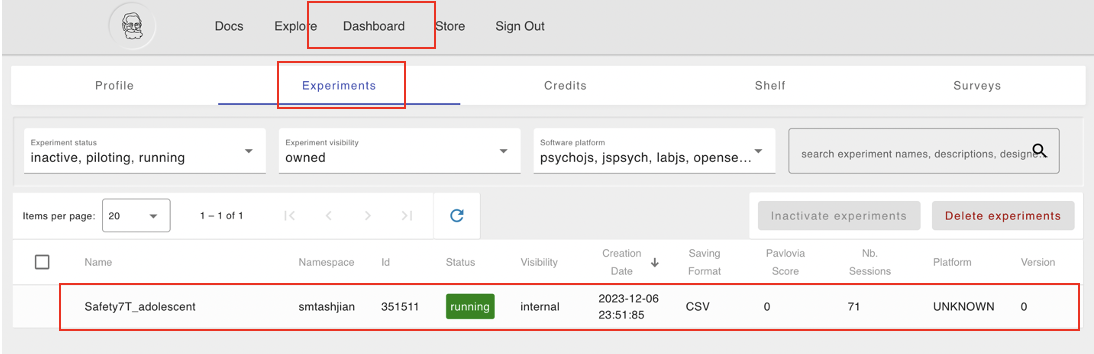 Docs Explore Dashboard Store Sign Out
Profile Experiments Credits Shelf Surveys
Experiment status Experiment visibility Software platform
inactive, piloting, running owned psychojs, jspsych, labjs, opense... search experiment names, descriptions, designe...
Items per page: 20 1 – 1 of 1 Inactivate experiments Delete experiments
Name Namespace Id Status Visibility Creation Date Saving Format Pavlovia Score Nb. Sessions Platform Version
Safety7T_adolescent smtashjian 351511 running internal 2023-12-06 23:51:85 CSV 0 71 UNKNOWN 0